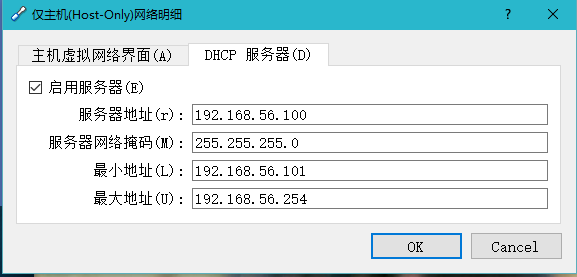 仅主机(Host-Only)网络明细
主机虚拟网络界面(A) DHCP 服务器(D)
启用服务器(E)
服务器地址(r): 192.168.56.100
服务器网络掩码(M): 255.255.255.0
最小地址(L): 192.168.56.101
最大地址(U): 192.168.56.254
OK Cancel